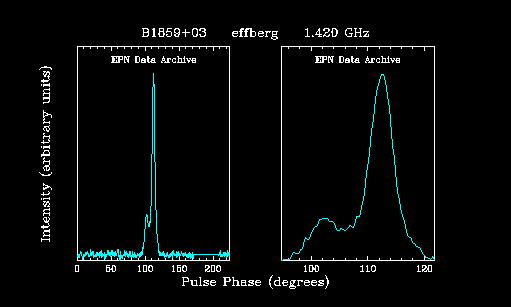 B1859+03 effberg 1.420 GHz
EPN Data Archive
EPN Data Archive
Intensity (arbitrary units)
0 50 100 150 200
100 110 120
Pulse Phase (degrees)